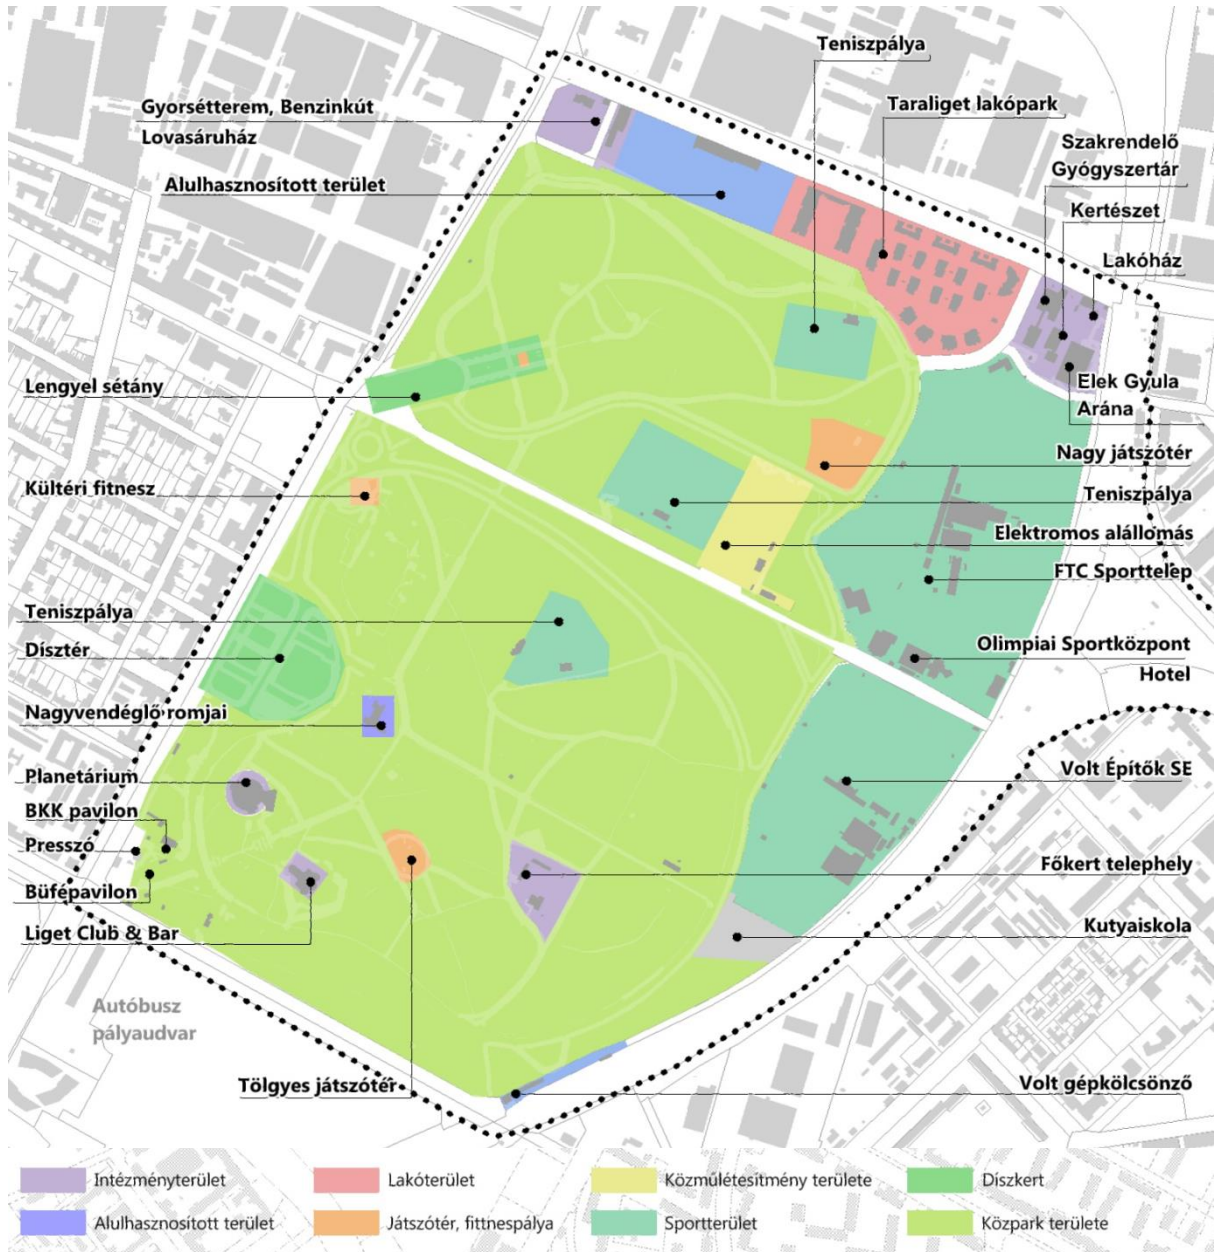 Teniszpálya
Gyorsétterem, Benzinkút
Lovasáruház
Taraliget lakópark
Szakrendelő
Gyógyszertár
Alulhasznosított terület
Kertészet
Lakóház
Lengyel sétány
Elek Gyula
Arána
Nagy játszótér
Kültéri fitnesz
Teniszpálya
Elektromos alállomás
FTC Sporttelep
Teniszpálya
Dísztér
Olimpiai Sportközpont
Hotel
Nagyvendéglő romjai
Planetárium
Volt Építők SE
BKK pavilon
Presszó
Büfépavilon
Főkert telephely
Liget Club & Bar
Kutyaiskola
Autóbusz
pályaudvar
Tölgyes játszótér
Volt gépkölcsönző
Intézményterület
Lakóterület
Közműlétesítmény területe
Díszkert
Alulhasznosított terület
Játszótér, fittnespálya
Sportterület
Közpark területe